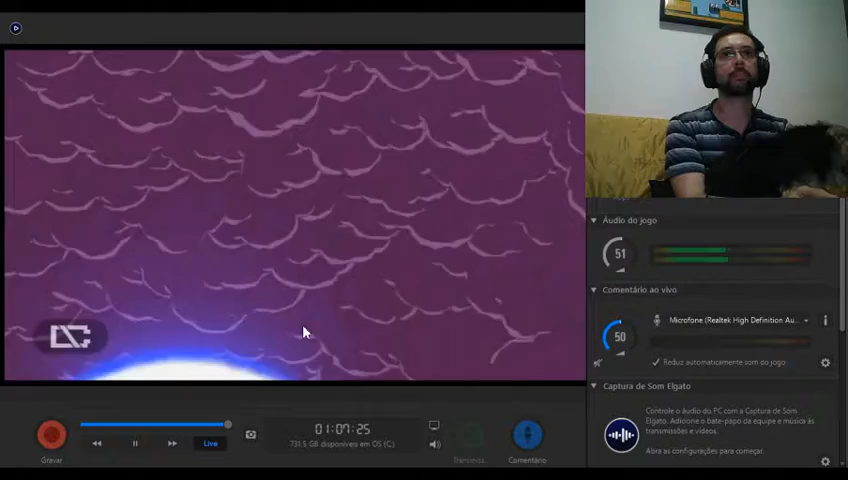 Áudio do jogo
51
Comentário ao vivo
Microfone (Realtek High Definition Au...
50
Reduz automaticamente som do jogo
Captura de Som Elgato
Controle o áudio do PC com a Captura de Som
Elgato. Adicione o bate-papo da equipe e música às
transmissões e vídeos.
Abra as configurações para começar.
01:07:25
731.5 GB disponíveis em OS (C:)
Live
Gravar
Comentário